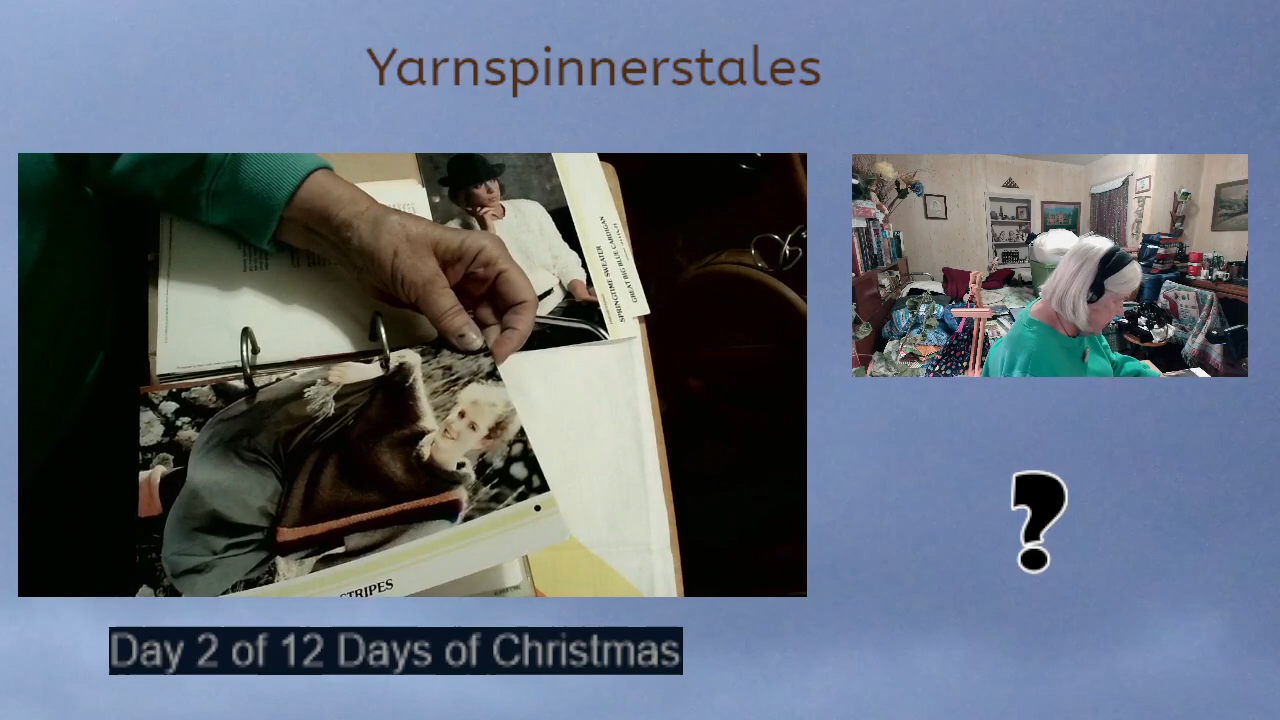 Yarnspinnerstales
SPRINGTIME SWEATER
GREAT BIG BLUE CARDIGAN
STRIPES
?
Day 2 of 12 Days of Christmas